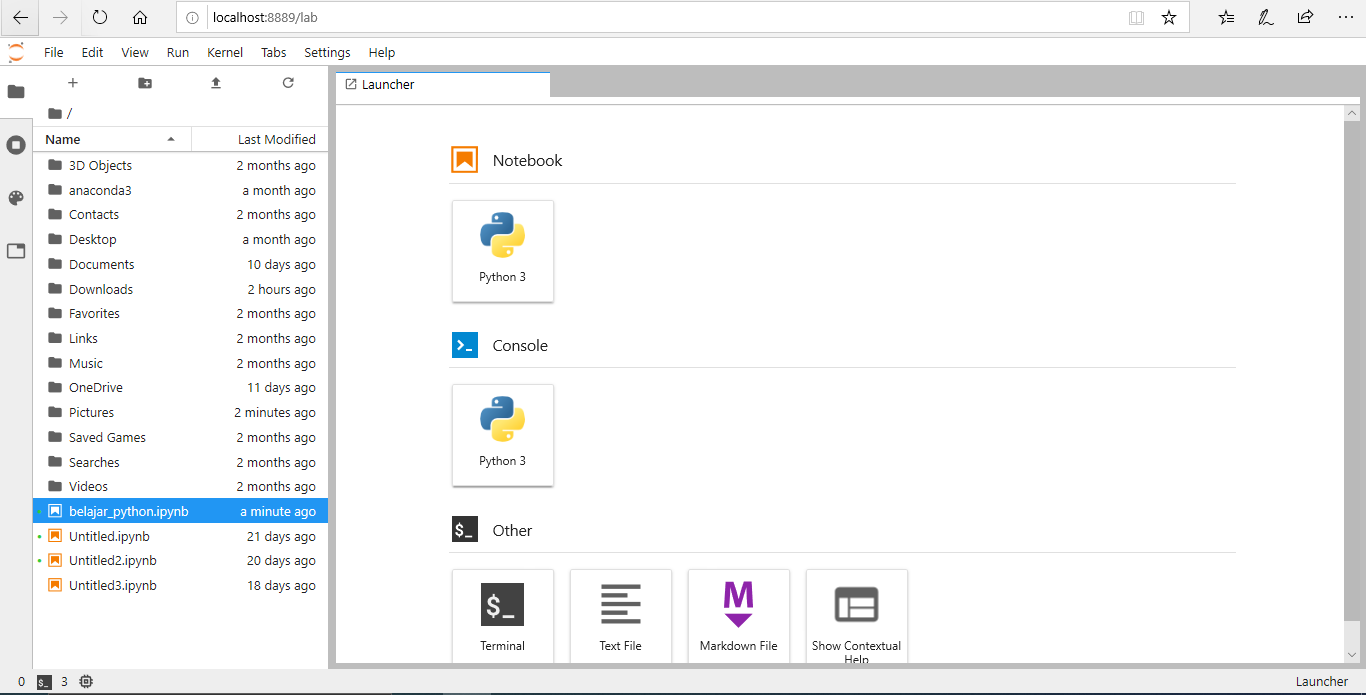 localhost:8889/lab
File Edit View Run Kernel Tabs Settings Help
Launcher
/
Name Last Modified
3D Objects 2 months ago
anaconda3 a month ago
Contacts 2 months ago
Desktop a month ago
Documents 10 days ago
Downloads 2 hours ago
Favorites 2 months ago
Links 2 months ago
Music 2 months ago
OneDrive 11 days ago
Pictures 2 minutes ago
Saved Games 2 months ago
Searches 2 months ago
Videos 2 months ago
belajar_python.ipynb a minute ago
Untitled.ipynb 21 days ago
Untitled2.ipynb 20 days ago
Untitled3.ipynb 18 days ago
Notebook
Python 3
Console
Python 3
$_ Other
$_
Terminal
Text File
M
Markdown File
Show Contextual
Help
0 $_ 3 Launcher